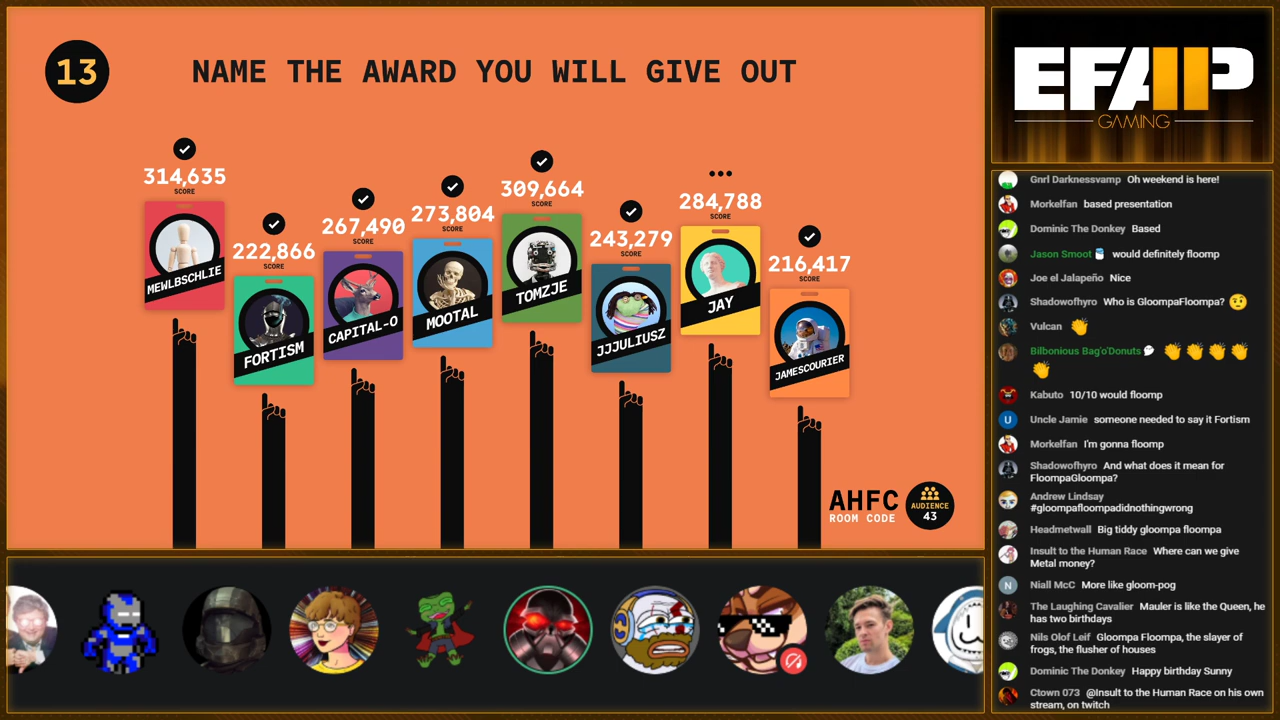 13
NAME THE AWARD YOU WILL GIVE OUT
314,635
SCORE
MEWLBSCHLIE
222,866
SCORE
FORTISM
267,490
SCORE
CAPITAL-O
273,804
SCORE
MOOTAL
309,664
SCORE
TOMZJE
243,279
SCORE
JJJULIUSZ
284,788
SCORE
JAY
216,417
SCORE
JAMESCOURIER
AHFC
ROOM CODE
AUDIENCE
43
EFAP
GAMING
Gnrl Darknessvamp Oh weekend is here!
Morkelfan based presentation
Dominic The Donkey Based
Jason Smoot would definitely floomp
Joe el Jalapeño Nice
Shadowofhyro Who is GloompaFloompa? 🤨
Vulcan 👏
Bilbonious Bag'o'Donuts 👏 👏 👏 👏
👏
Kabuto 10/10 would floomp
U Uncle Jamie someone needed to say it Fortism
Morkelfan I'm gonna floomp
Shadowofhyro And what does it mean for
FloompaGloompa?
Andrew Lindsay
#gloompafloompadidnothingwrong
Headmetwall Big tiddy gloompa floompa
Insult to the Human Race Where can we give
Metal money?
N Niall McC More like gloom-pog
The Laughing Cavalier Mauler is like the Queen, he
has two birthdays
Nils Olof Leif Gloompa Floompa, the slayer of
frogs, the flusher of houses
Dominic The Donkey Happy birthday Sunny
Ctown 073 @Insult to the Human Race on his own
stream, on twitch